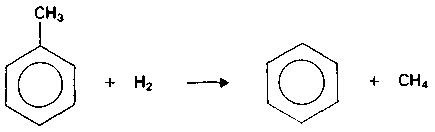 CH₃
+ H₂ + CH₄